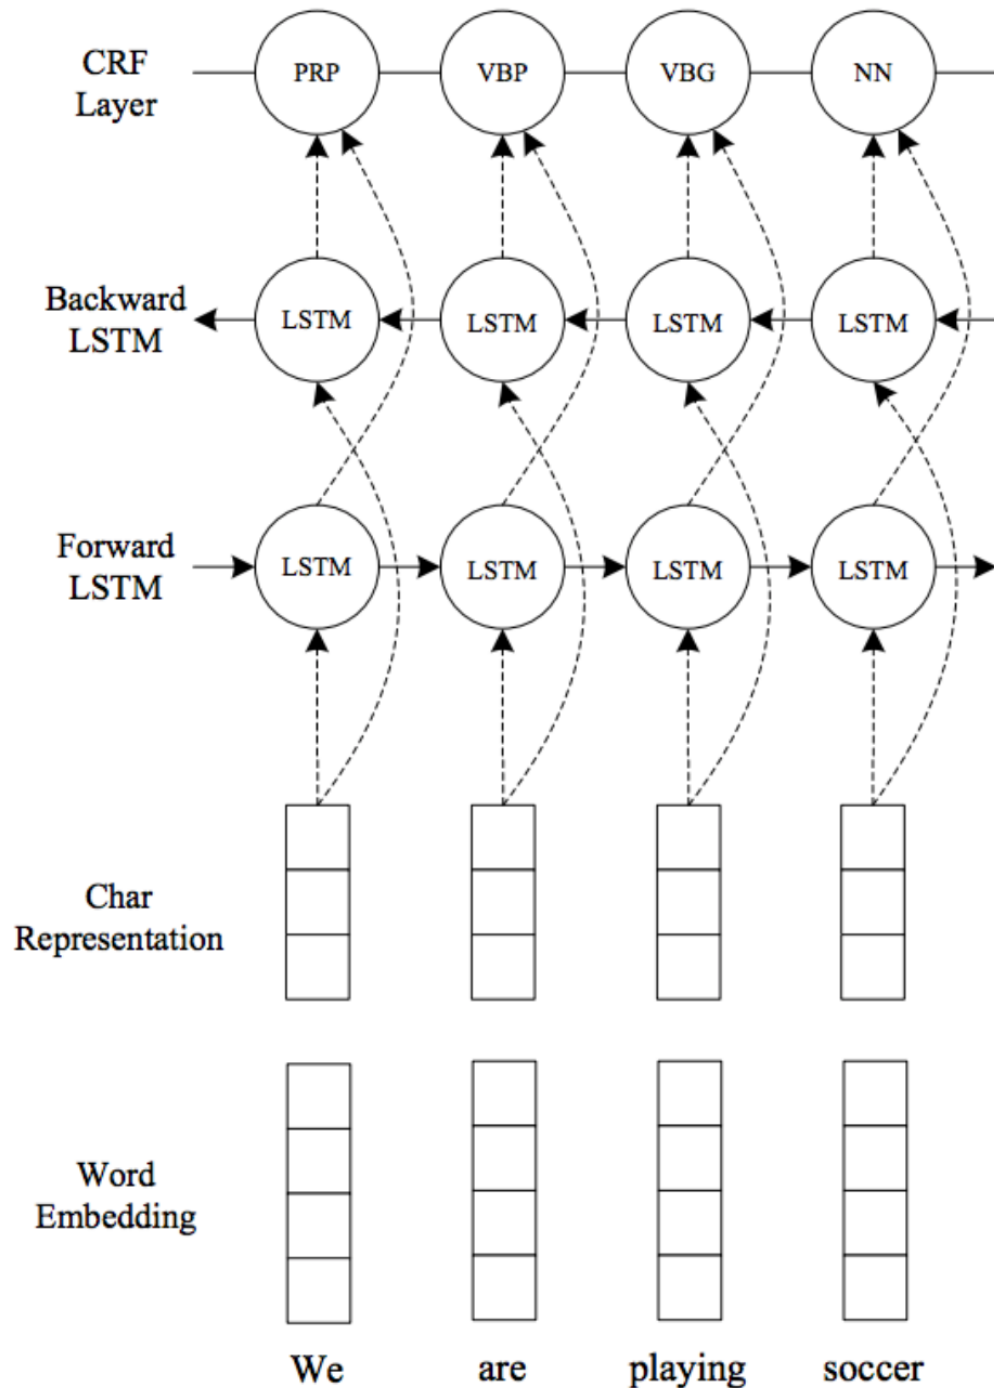 CRF
Layer
PRP VBP VBG NN
Backward
LSTM
LSTM LSTM LSTM LSTM
Forward
LSTM
LSTM LSTM LSTM LSTM
Char
Representation
Word
Embedding
We are playing soccer